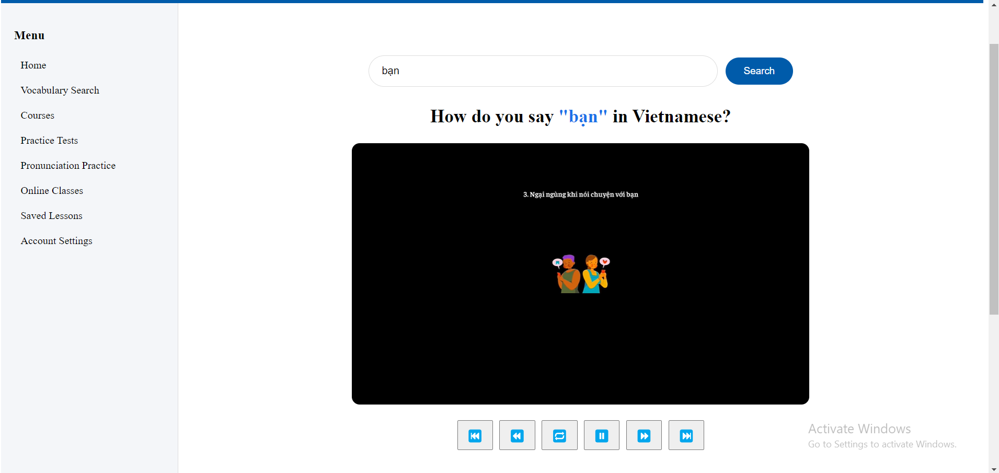 Menu
Home
Vocabulary Search
Courses
Practice Tests
Pronunciation Practice
Online Classes
Saved Lessons
Account Settings
bạn
Search
How do you say "bạn" in Vietnamese?
3. Ngại ngùng khi nói chuyện với bạn
Activate Windows
Go to Settings to activate Windows.